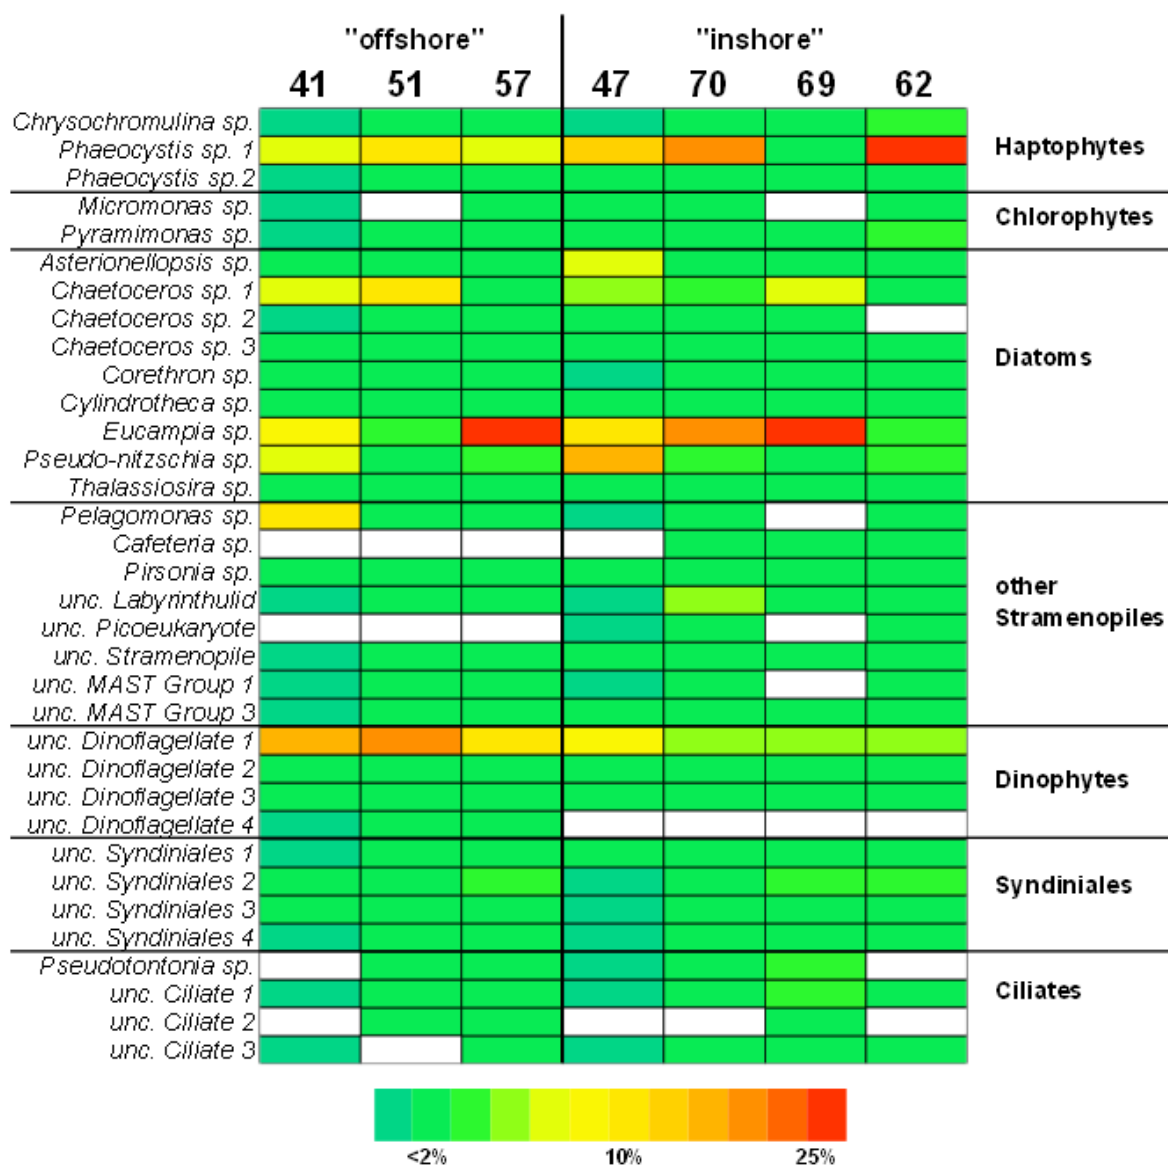 "offshore" "inshore"
41 51 57 47 70 69 62
Chrysochromulina sp.
Phaeocystis sp. 1
Haptophytes
Phaeocystis sp.2
Micromonas sp.
Chlorophytes
Pyramimonas sp.
Asterionellopsis sp.
Chaetoceros sp. 1
Chaetoceros sp. 2
Chaetoceros sp. 3
Diatoms
Corethron sp.
Cylindrotheca sp.
Eucampia sp.
Pseudo-nitzschia sp.
Thalassiosira sp.
Pelagomonas sp.
Cafeteria sp.
Pirsonia sp.
other
unc. Labyrinthulid
Stramenopiles
unc. Picoeukaryote
unc. Stramenopile
unc. MAST Group 1
unc. MAST Group 3
unc. Dinoflagellate 1
unc. Dinoflagellate 2
Dinophytes
unc. Dinoflagellate 3
unc. Dinoflagellate 4
unc. Syndiniales 1
unc. Syndiniales 2
Syndiniales
unc. Syndiniales 3
unc. Syndiniales 4
Pseudotontonia sp.
unc. Ciliate 1
Ciliates
unc. Ciliate 2
unc. Ciliate 3
<2% 10% 25%